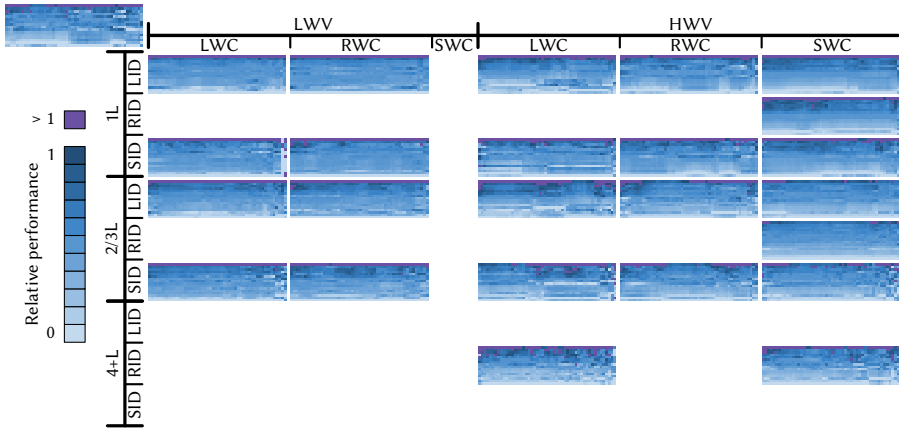 LWV HWV
LWC RWC SWC LWC RWC SWC
1L LID RID SID
2/3L LID RID SID
4+L LID RID SID
> 1
1
0
Relative performance